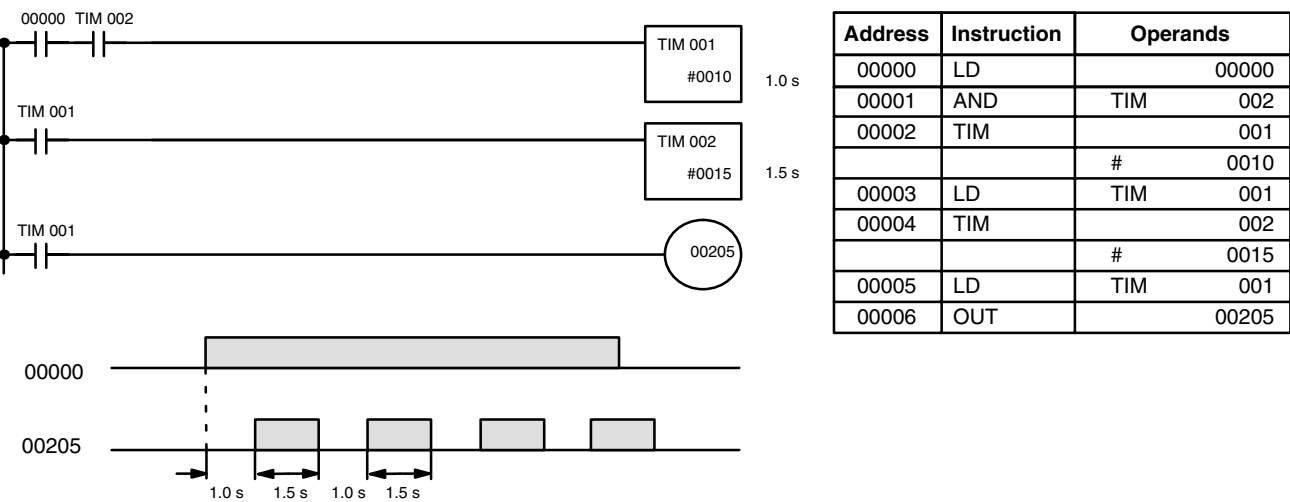 00000 TIM 002
TIM 001
#0010
1.0 s
TIM 001
TIM 002
#0015
1.5 s
TIM 001
00205
00000
00205
1.0 s 1.5 s 1.0 s 1.5 s
Address Instruction Operands
00000 LD 00000
00001 AND TIM 002
00002 TIM 001
# 0010
00003 LD TIM 001
00004 TIM 002
# 0015
00005 LD TIM 001
00006 OUT 00205